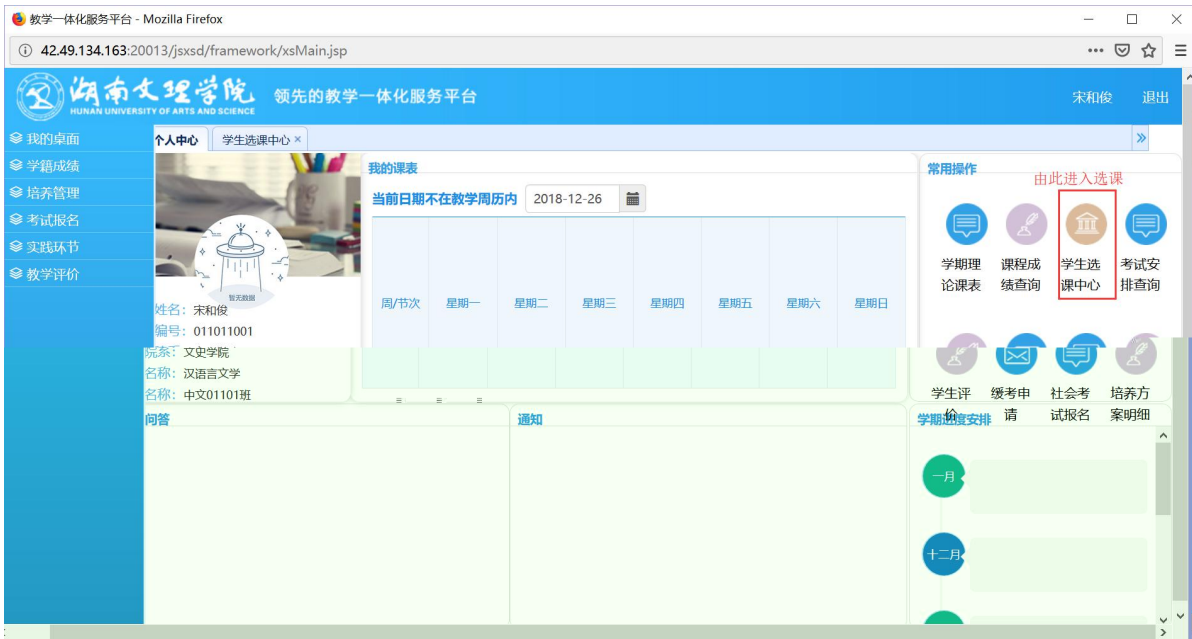 教学一体化服务平台 - Mozilla Firefox
42.49.134.163:20013/jsxsd/framework/xsMain.jsp
湖南文理学院
HUNAN UNIVERSITY OF ARTS AND SCIENCE
领先的教学一体化服务平台
宋和俊 退出
我的桌面
学籍成绩
培养管理
考试报名
实践环节
教学评价
个人中心 学生选课中心 ×
暂无数据
姓名：宋和俊
编号：011011001
院系：文史学院
名称：汉语言文学
名称：中文01101班
我的课表
当前日期不在教学周历内 2018-12-26
周/节次 星期一 星期二 星期三 星期四 星期五 星期六 星期日
常用操作
由此进入选课
学期理论课表
课程成绩查询
学生选课中心
考试安排查询
学生评价
缓考申请
社会考试报名
培养方案明细
问答
通知
学期进度安排
一月
十二月